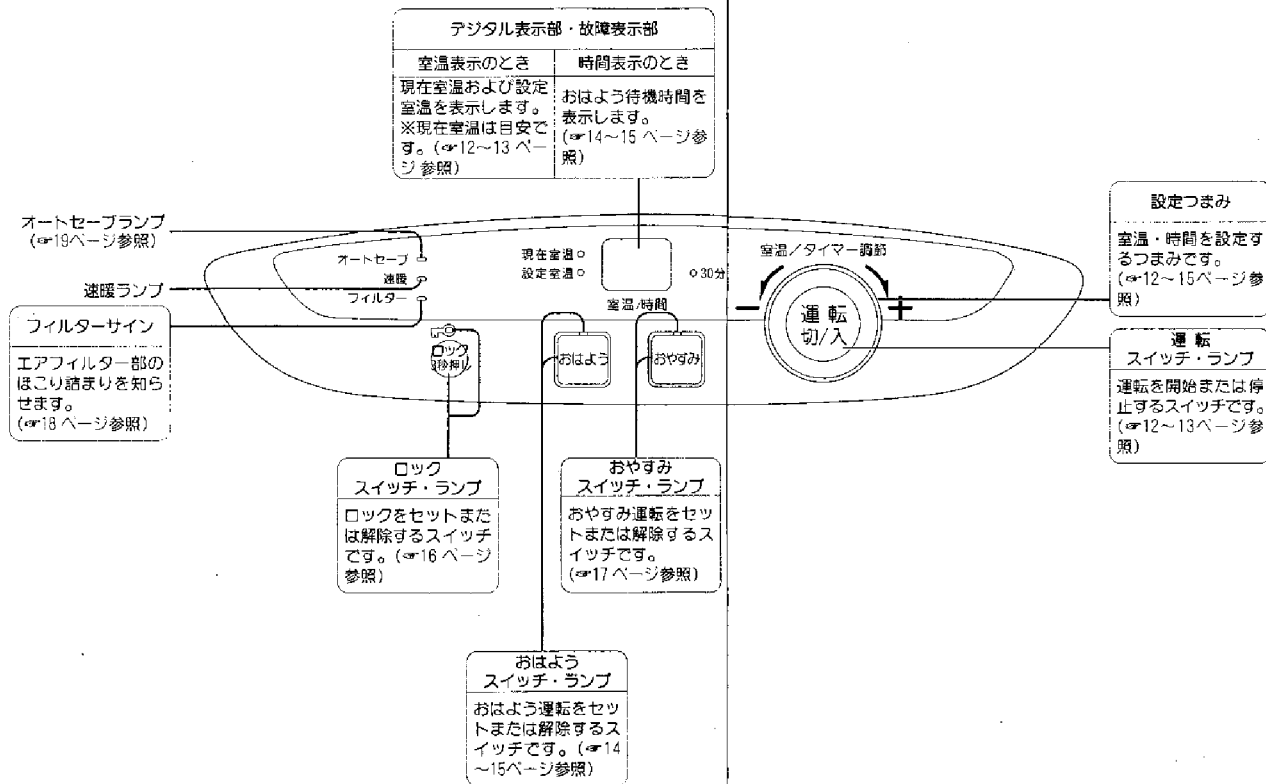 デジタル表示部・故障表示部
室温表示のとき
現在室温および設定
室温を表示します。
※現在室温は目安で
す。(☞12〜13 ペー
ジ 参照)
時間表示のとき
おはよう待機時間を
表示します。
(☞14〜15 ページ参
照)
オートセーブランプ
(☞19ページ参照)
速暖ランプ
フィルターサイン
エアフィルター部の
ほこり詰まりを知ら
せます。
(☞18 ページ参照)
オートセーブ
速暖
フィルター
現在室温
設定室温
30分
室温/時間
室温/タイマー調節
− +
運転
切/入
ロック
3秒押し
おはよう
おやすみ
設定つまみ
室温・時間を設定す
るつまみです。
(☞12〜15ページ参
照)
運転
スイッチ・ランプ
運転を開始または停
止するスイッチです。
(☞12〜13ページ参
照)
ロック
スイッチ・ランプ
ロックをセットまた
は解除するスイッチ
です。(☞16 ページ
参照)
おやすみ
スイッチ・ランプ
おやすみ運転をセッ
トまたは解除するス
イッチです。
(☞17 ページ参照)
おはよう
スイッチ・ランプ
おはよう運転をセッ
トまたは解除するス
イッチです。(☞14
〜15ページ参照)